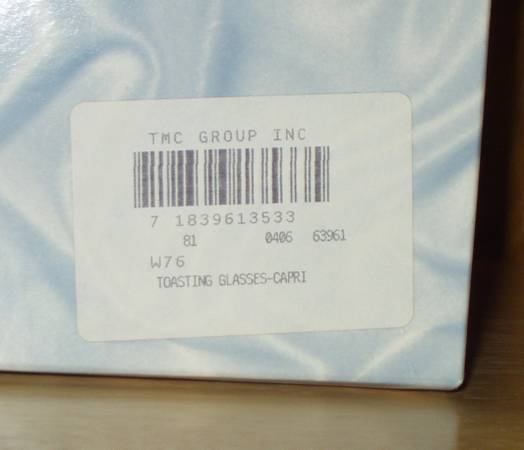 TMC GROUP INC
7 1839613533
81 0406 63961
W76
TOASTING GLASSES-CAPRI